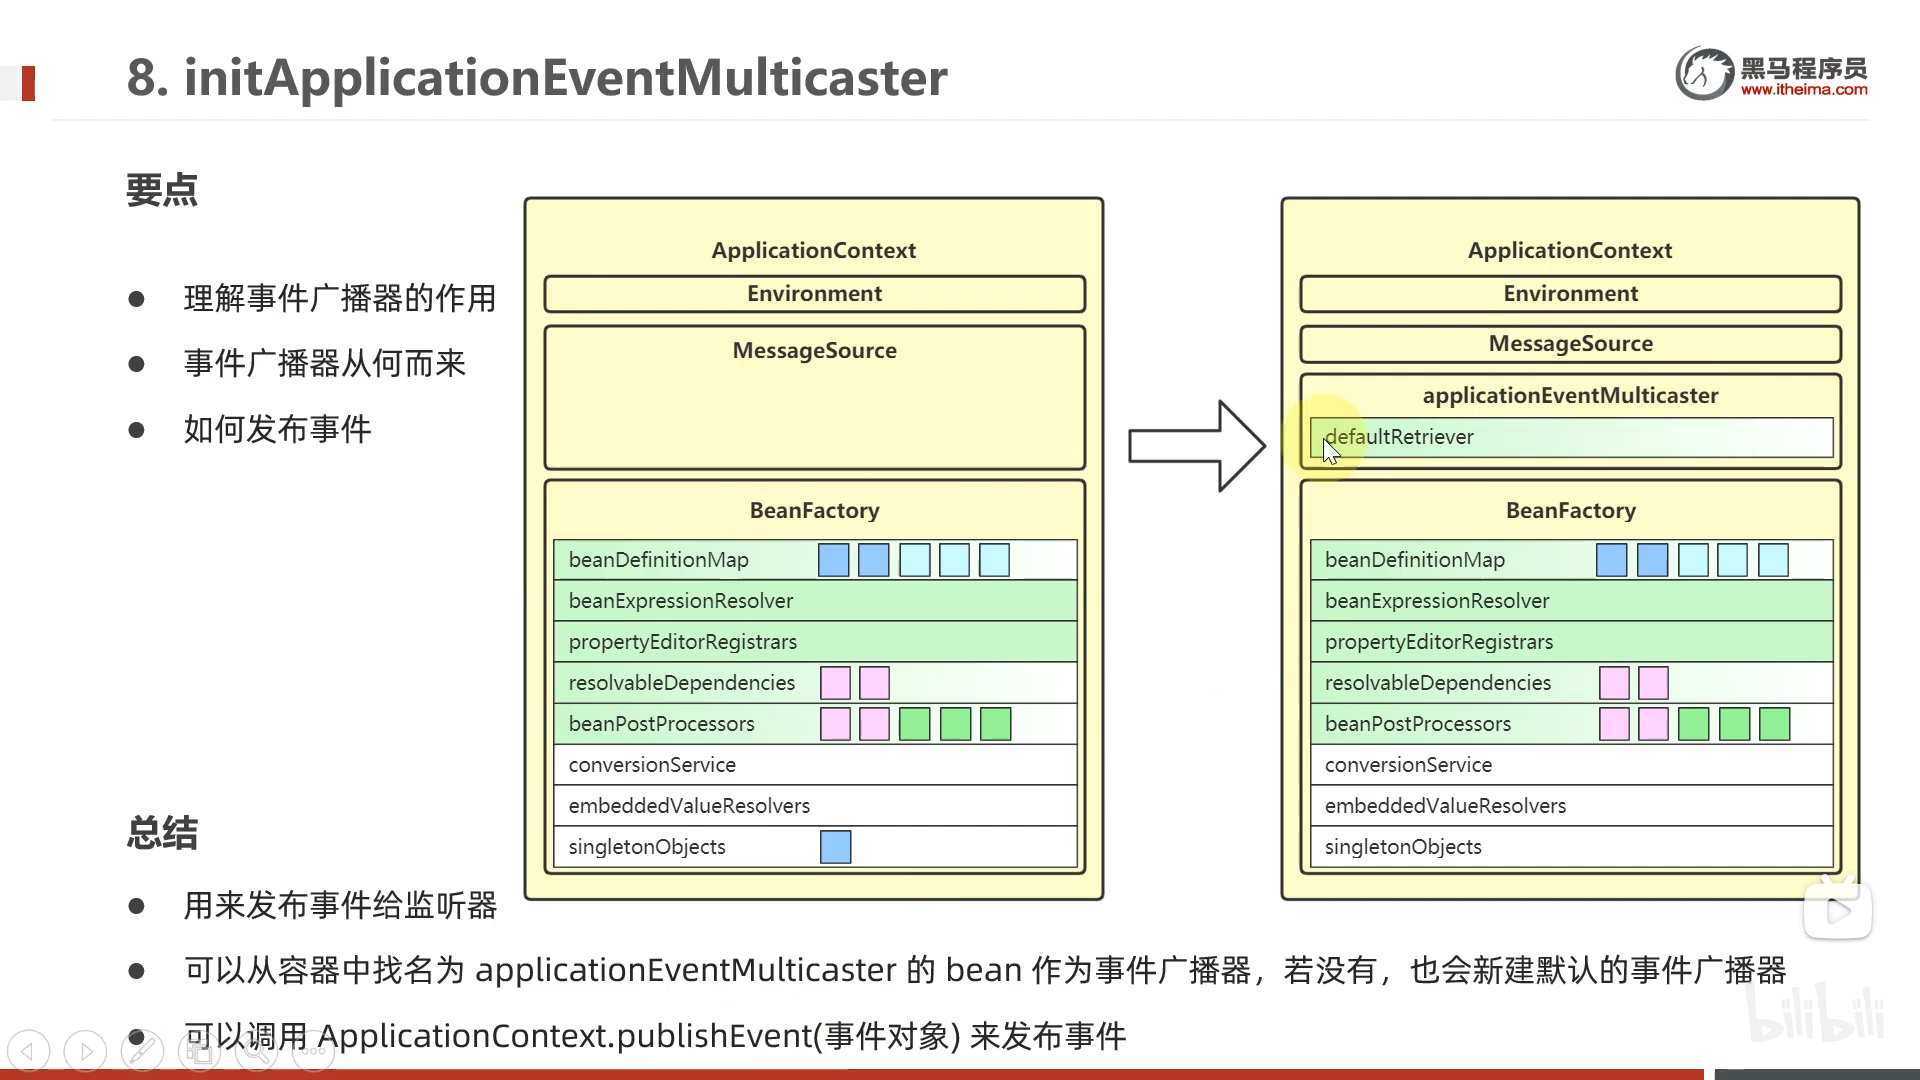 8. initApplicationEventMulticaster
黑马程序员
www.itheima.com
要点
理解事件广播器的作用
事件广播器从何而来
如何发布事件
ApplicationContext
Environment
MessageSource
BeanFactory
beanDefinitionMap
beanExpressionResolver
propertyEditorRegistrars
resolvableDependencies
beanPostProcessors
conversionService
embeddedValueResolvers
singletonObjects
ApplicationContext
Environment
MessageSource
applicationEventMulticaster
defaultRetriever
BeanFactory
beanDefinitionMap
beanExpressionResolver
propertyEditorRegistrars
resolvableDependencies
beanPostProcessors
conversionService
embeddedValueResolvers
singletonObjects
总结
用来发布事件给监听器
可以从容器中找名为 applicationEventMulticaster 的 bean 作为事件广播器，若没有，也会新建默认的事件广播器
可以调用 ApplicationContext.publishEvent(事件对象) 来发布事件
bilibili